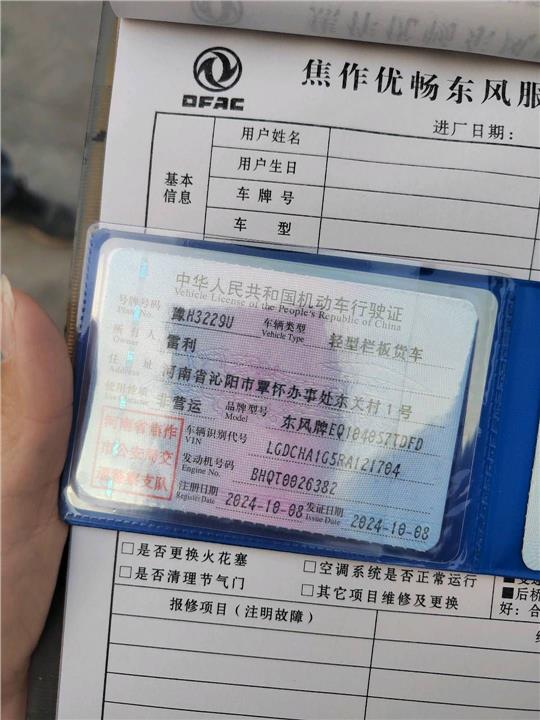 DFAC
焦作优畅东风服
进厂日期：
基本
信息
用户姓名
用户生日
车牌号
车 型
中华人民共和国机动车行驶证
Vehicle License of the People's Republic of China
号牌号码 豫H3229U 车辆类型 轻型栏板货车
Plate No. Vehicle Type
所有人 雷利
Owner
住 址 河南省沁阳市覃怀办事处东关村1号
Address
使用性质 非营运 品牌型号 东风牌EQ1040S7TDFD
Model
河南省焦作
市公安局交
通警察支队
车辆识别代号 LGDCHA1G5RA121704
VIN
发动机号码 BHQT0026382
Engine No.
注册日期 2024-10-08 发证日期 2024-10-08
Register Date Issue Date
□是否更换火花塞
□空调系统是否正常运行
□是否清理节气门
□其它项目维修及更换
■后桥
好：合
报修项目（注明故障）